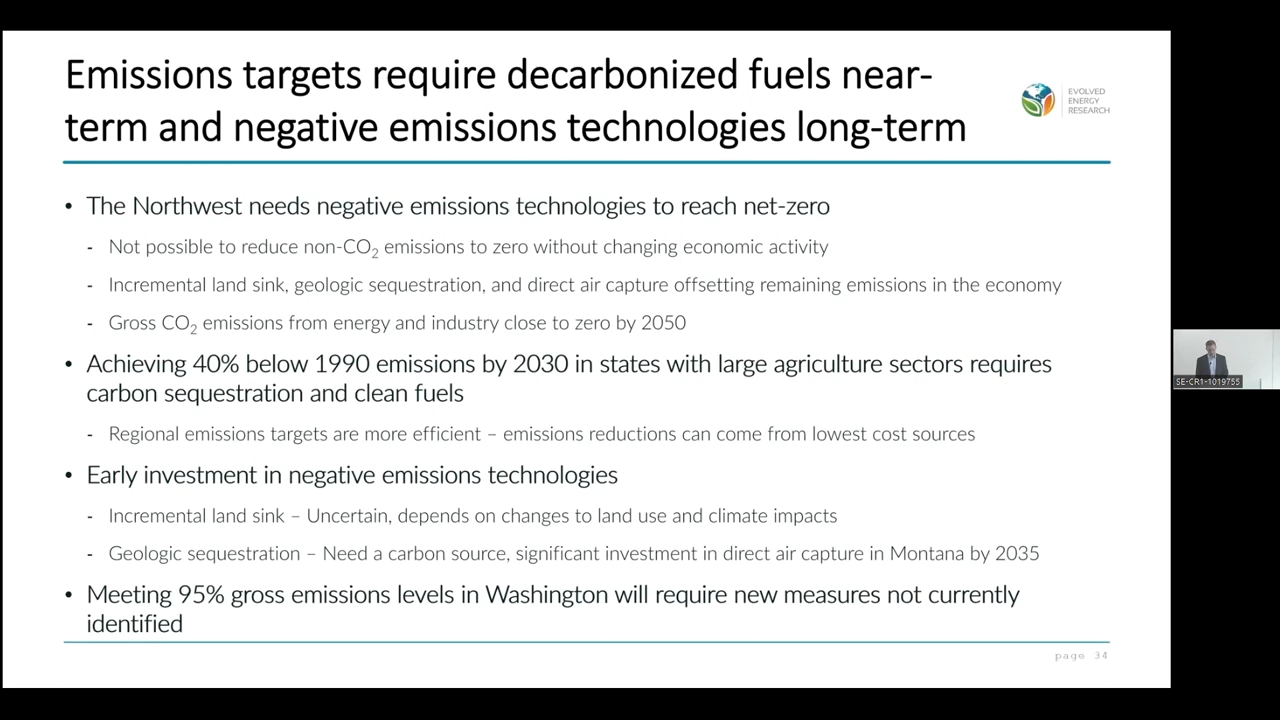 Emissions targets require decarbonized fuels near-
term and negative emissions technologies long-term
EVOLVED
ENERGY
RESEARCH
• The Northwest needs negative emissions technologies to reach net-zero
- Not possible to reduce non-CO₂ emissions to zero without changing economic activity
- Incremental land sink, geologic sequestration, and direct air capture offsetting remaining emissions in the economy
- Gross CO₂ emissions from energy and industry close to zero by 2050
• Achieving 40% below 1990 emissions by 2030 in states with large agriculture sectors requires
carbon sequestration and clean fuels
- Regional emissions targets are more efficient – emissions reductions can come from lowest cost sources
• Early investment in negative emissions technologies
- Incremental land sink – Uncertain, depends on changes to land use and climate impacts
- Geologic sequestration – Need a carbon source, significant investment in direct air capture in Montana by 2035
• Meeting 95% gross emissions levels in Washington will require new measures not currently
identified
page 34
SE-CR1-1019755